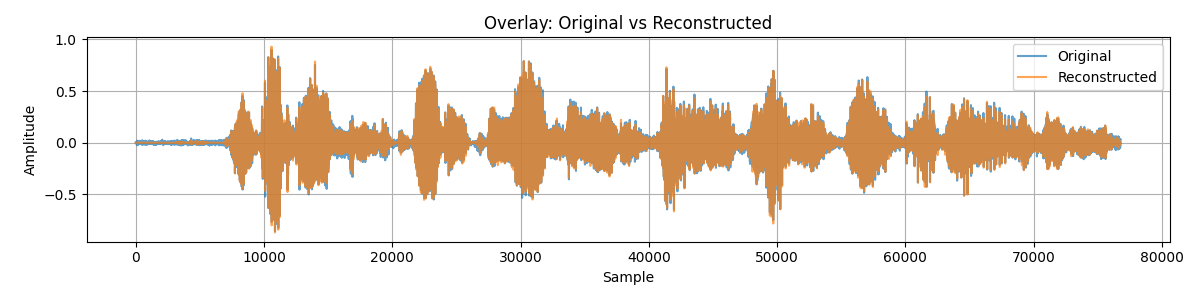 Overlay: Original vs Reconstructed
1.0
0.5
0.0
−0.5
Amplitude
Original
Reconstructed
0 10000 20000 30000 40000 50000 60000 70000 80000
Sample